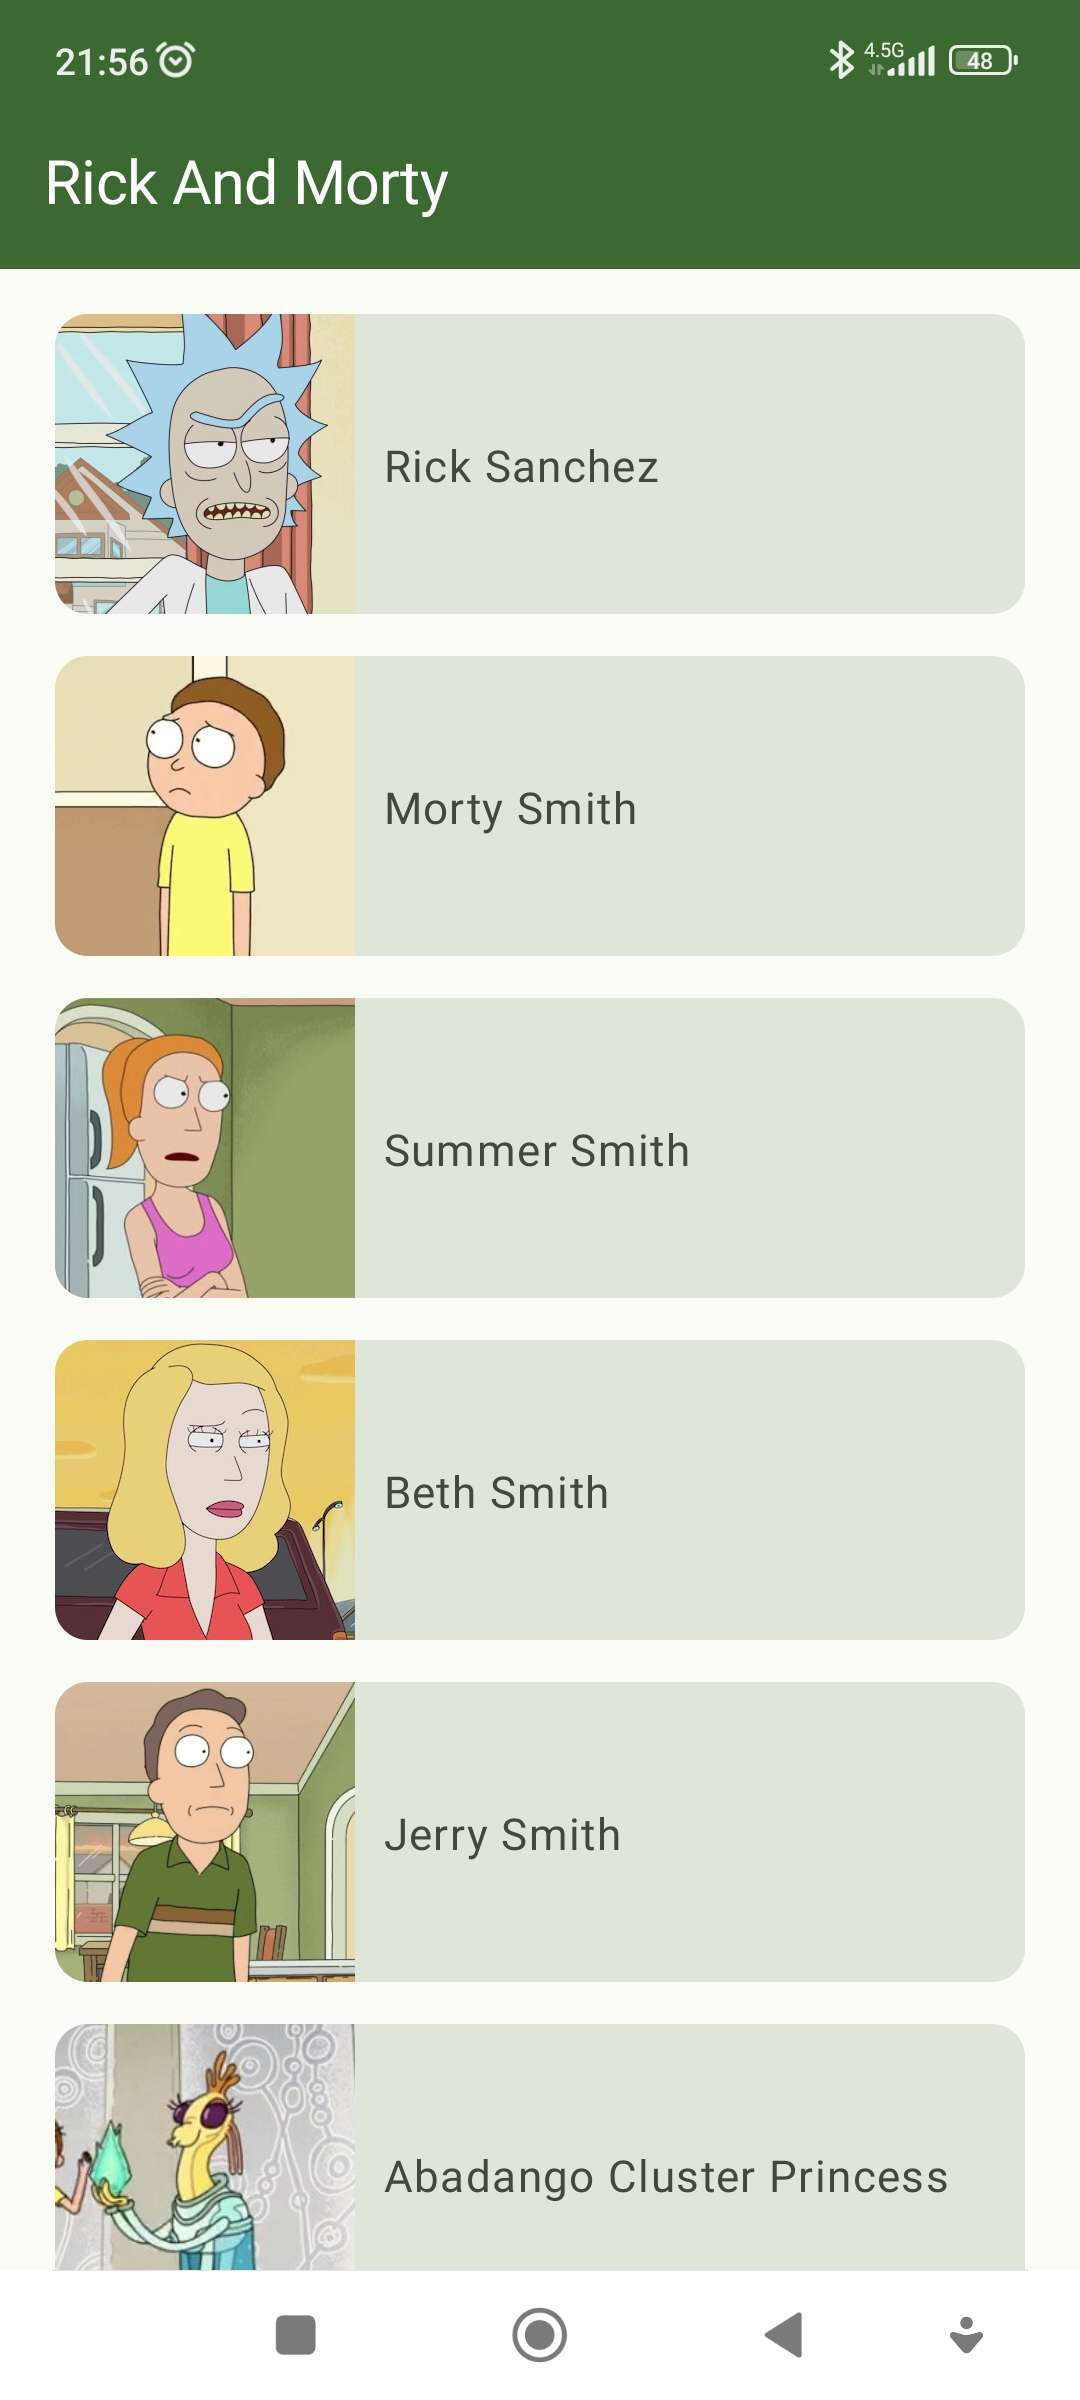 21:56
4.5G
48
Rick And Morty
Rick Sanchez
Morty Smith
Summer Smith
Beth Smith
Jerry Smith
Abadango Cluster Princess